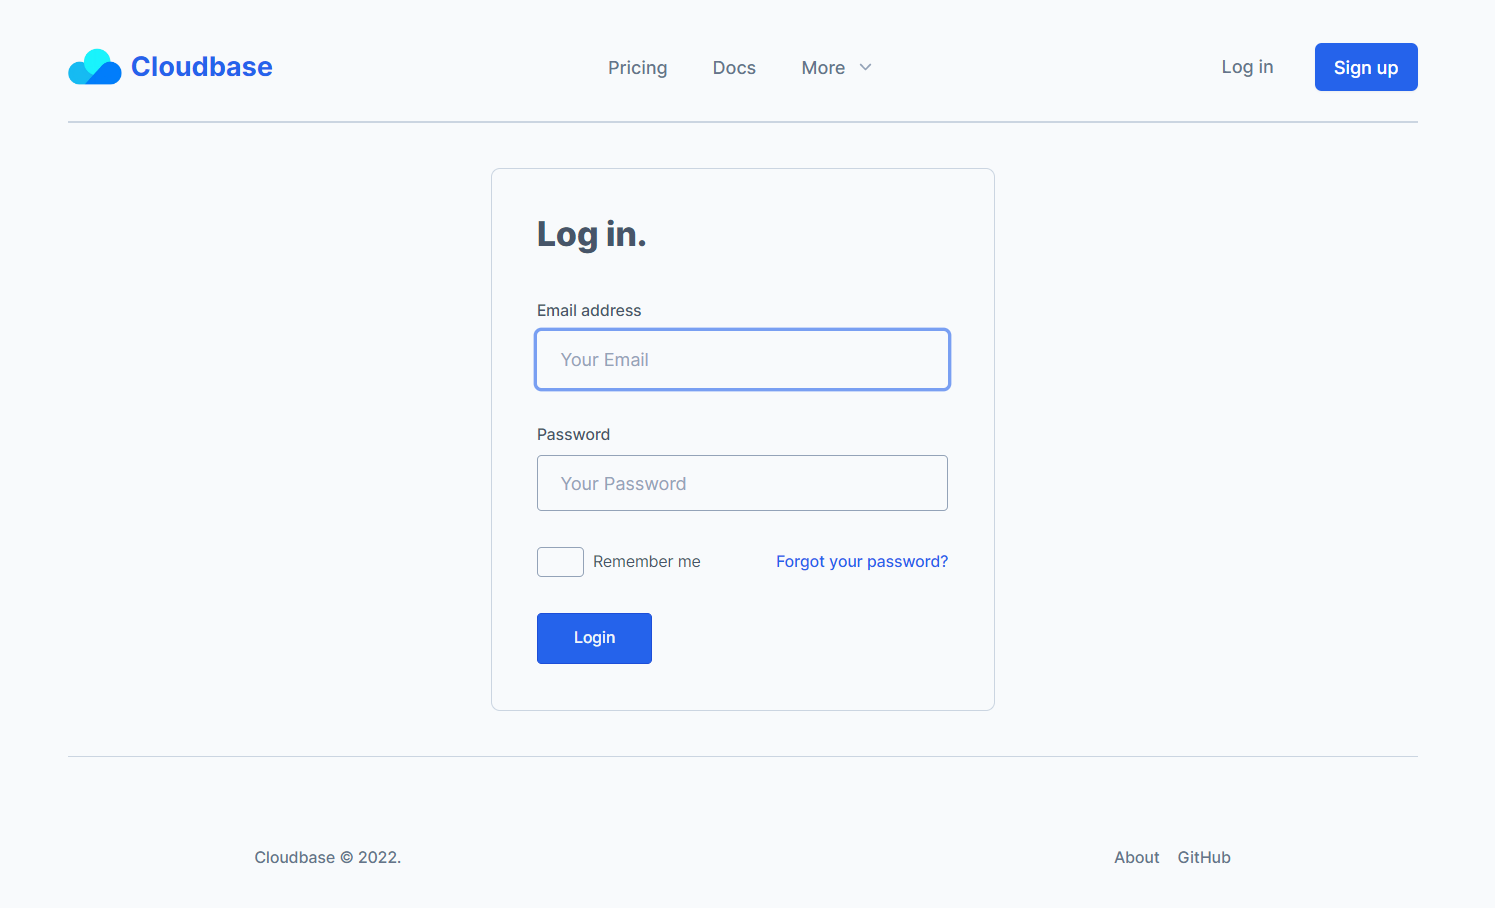 Cloudbase
Pricing Docs More
Log in Sign up
Log in.
Email address
Your Email
Password
Your Password
Remember me Forgot your password?
Login
Cloudbase © 2022.
About GitHub